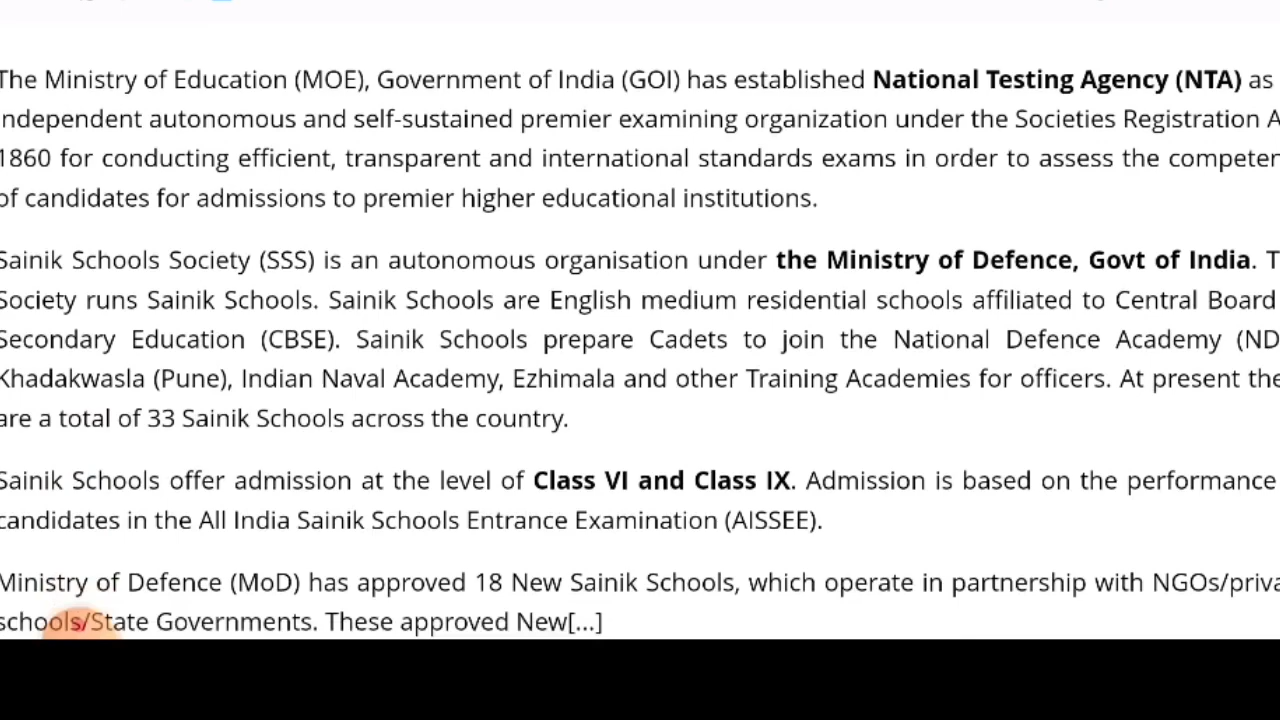 The Ministry of Education (MOE), Government of India (GOI) has established National Testing Agency (NTA) as
independent autonomous and self-sustained premier examining organization under the Societies Registration
1860 for conducting efficient, transparent and international standards exams in order to assess the
of candidates for admissions to premier higher educational institutions.
Sainik Schools Society (SSS) is an autonomous organisation under the Ministry of Defence, Govt of India.
Society runs Sainik Schools. Sainik Schools are English medium residential schools affiliated to Central Board
Secondary Education (CBSE). Sainik Schools prepare Cadets to join the National Defence Academy
Khadakwasla (Pune), Indian Naval Academy, Ezhimala and other Training Academies for officers. At present
are a total of 33 Sainik Schools across the country.
Sainik Schools offer admission at the level of Class VI and Class IX. Admission is based on the performance
candidates in the All India Sainik Schools Entrance Examination (AISSEE).
Ministry of Defence (MoD) has approved 18 New Sainik Schools, which operate in partnership with
schools/State Governments. These approved New[...]